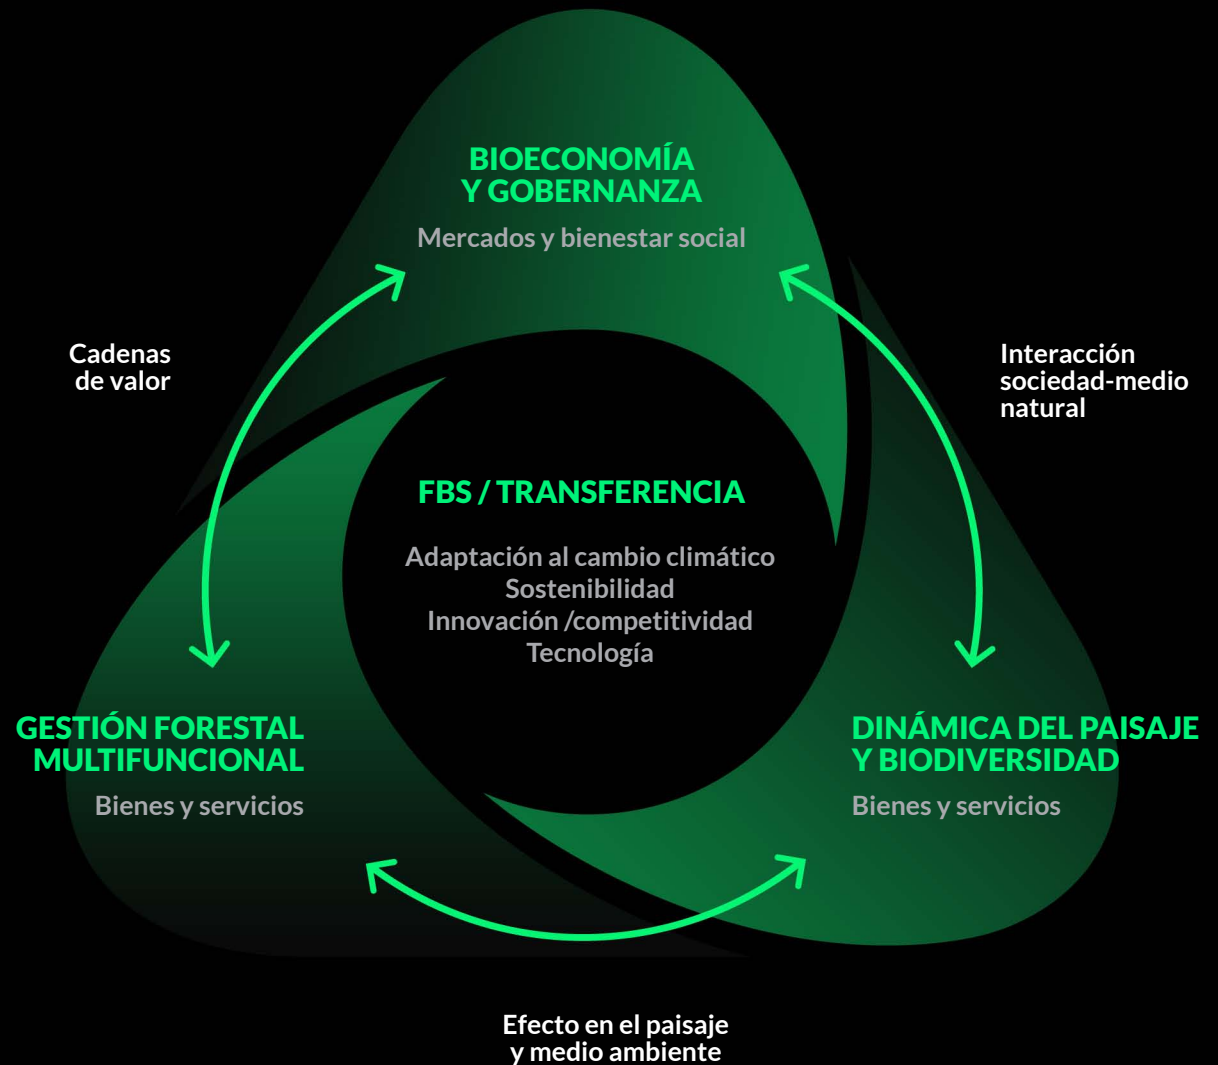 BIOECONOMÍA
Y GOBERNANZA
Mercados y bienestar social
Cadenas
de valor
Interacción
sociedad-medio
natural
FBS / TRANSFERENCIA
Adaptación al cambio climático
Sostenibilidad
Innovación /competitividad
Tecnología
GESTIÓN FORESTAL
MULTIFUNCIONAL
Bienes y servicios
DINÁMICA DEL PAISAJE
Y BIODIVERSIDAD
Bienes y servicios
Efecto en el paisaje
y medio ambiente